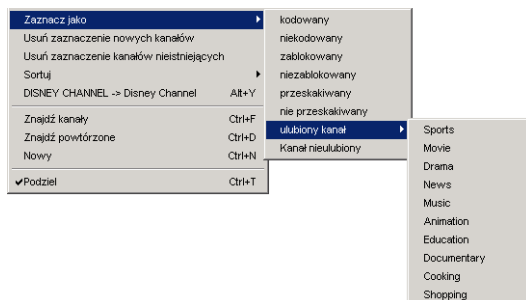 Zaznacz jako
Usuń zaznaczenie nowych kanałów
Usuń zaznaczenie kanałów nieistniejących
Sortuj
DISNEY CHANNEL -> Disney Channel Alt+Y
Znajdź kanały Ctrl+F
Znajdź powtórzone Ctrl+D
Nowy Ctrl+N
Podziel Ctrl+T
kodowany
niekodowany
zablokowany
niezablokowany
przeskakiwany
nie przeskakiwany
ulubiony kanał
Kanał nieulubiony
Sports
Movie
Drama
News
Music
Animation
Education
Documentary
Cooking
Shopping